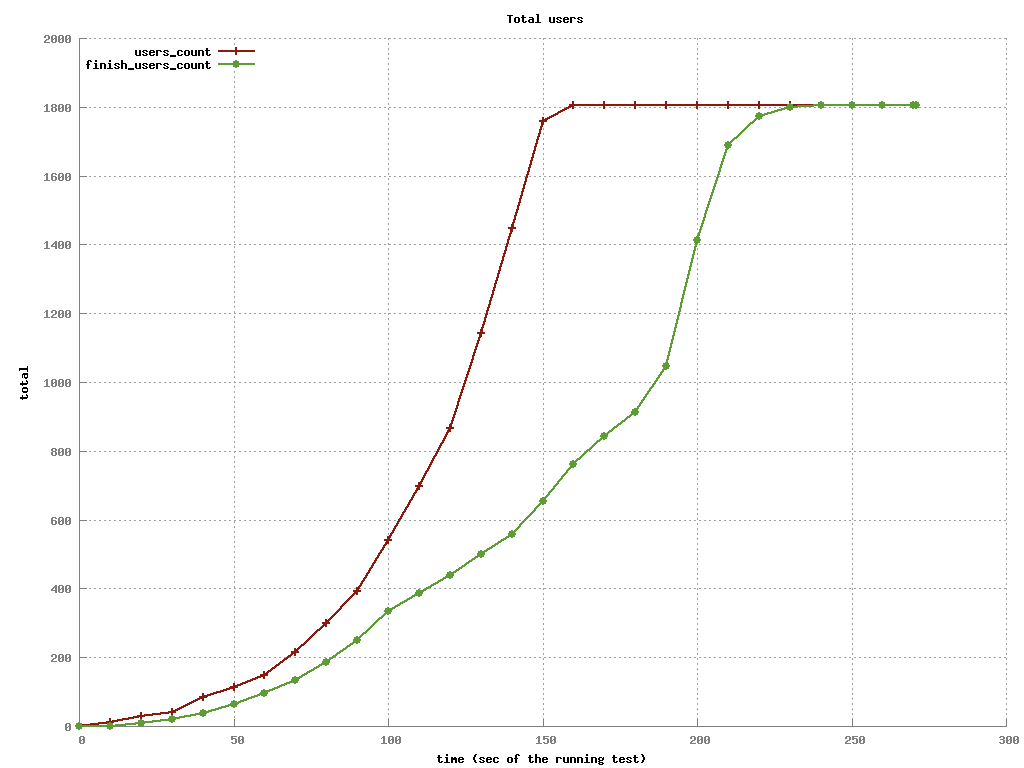 Total users
users_count
finish_users_count
2000
1800
1600
1400
1200
1000
800
600
400
200
0
total
0 50 100 150 200 250 300
time (sec of the running test)